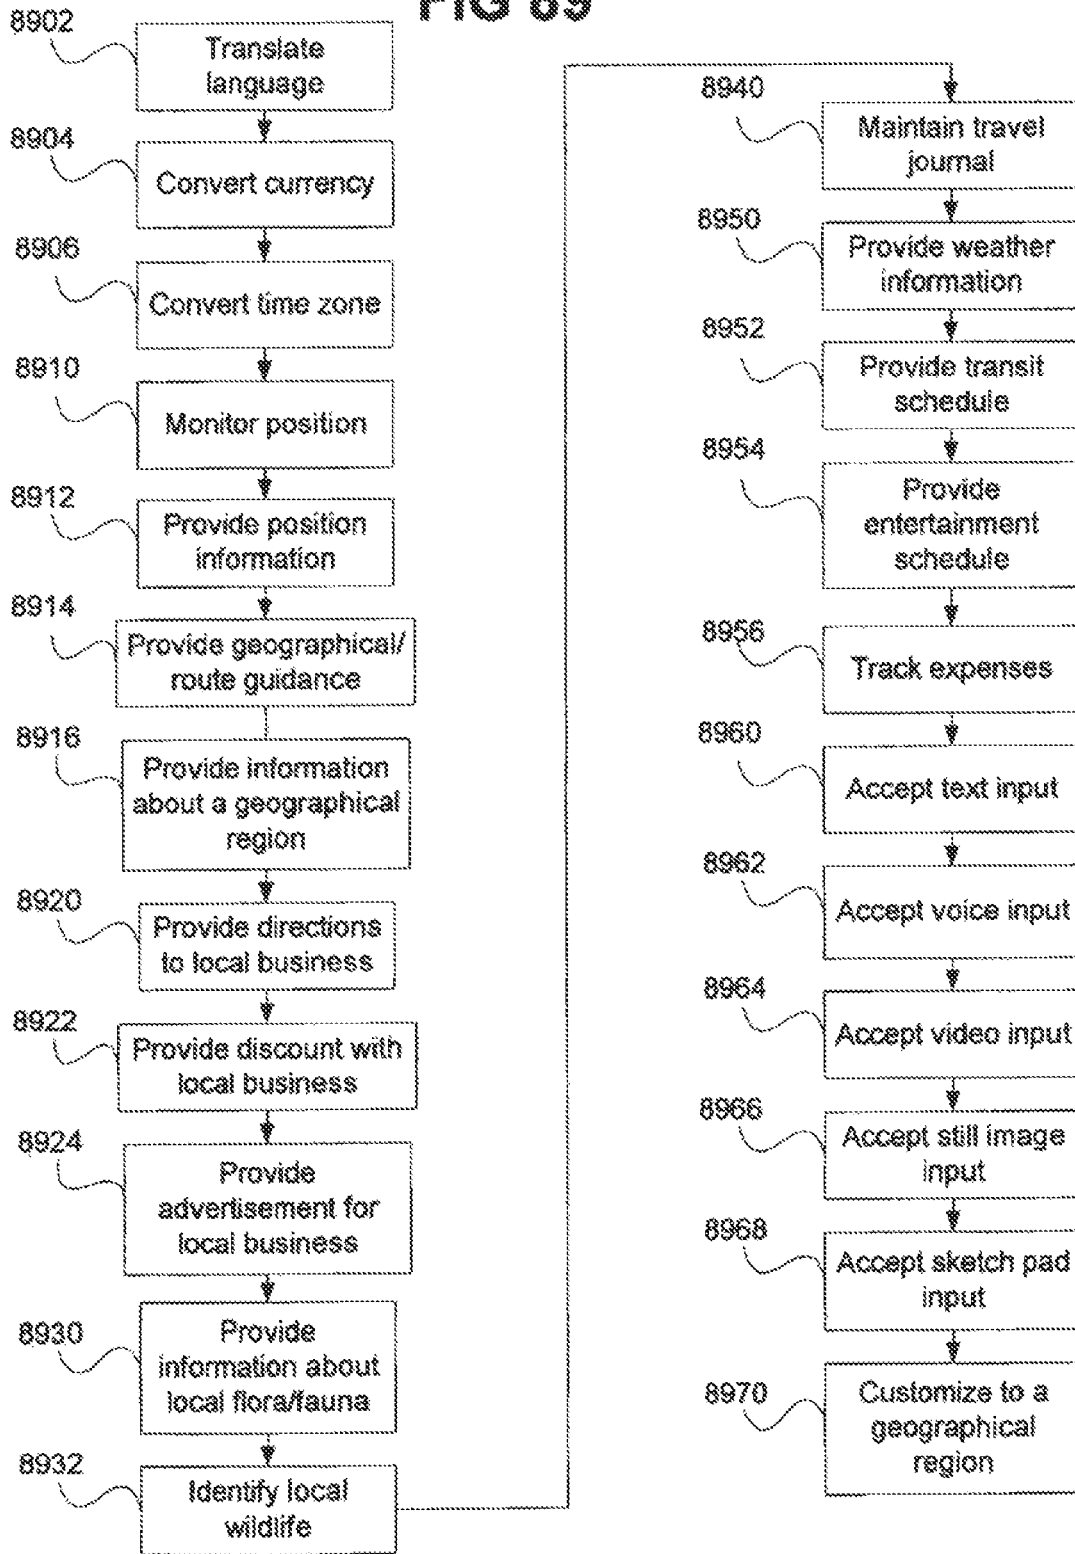 FIG 89
8902
Translate
language
8904
Convert currency
8906
Convert time zone
8910
Monitor position
8912
Provide position
information
8914
Provide geographical/
route guidance
8916
Provide information
about a geographical
region
8920
Provide directions
to local business
8922
Provide discount with
local business
8924
Provide
advertisement for
local business
8930
Provide
information about
local flora/fauna
8932
Identify local
wildlife
8940
Maintain travel
journal
8950
Provide weather
information
8952
Provide transit
schedule
8954
Provide
entertainment
schedule
8956
Track expenses
8960
Accept text input
8962
Accept voice input
8964
Accept video input
8966
Accept still image
input
8968
Accept sketch pad
input
8970
Customize to a
geographical
region